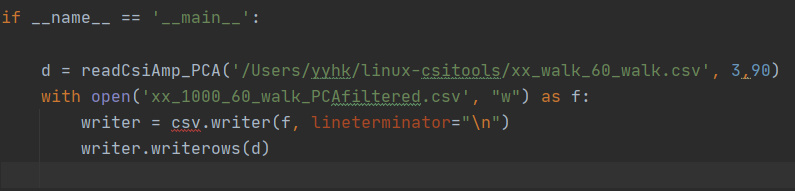 if __name__ == '__main__':
d = readCsiAmp_PCA('/Users/yyhk/linux-csitools/xx_walk_60_walk.csv', 3,90)
with open('xx_1000_60_walk_PCAfiltered.csv', "w") as f:
writer = csv.writer(f, lineterminator="\n")
writer.writerows(d)